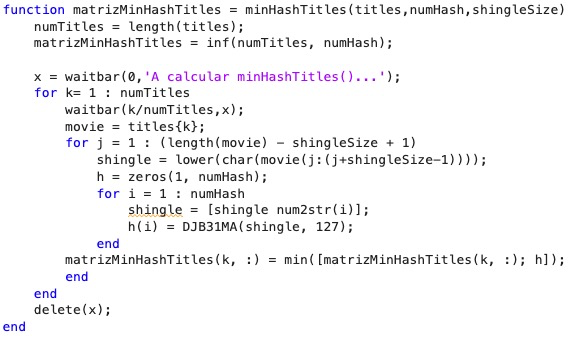 function matrizMinHashTitles = minHashTitles(titles,numHash,shingleSize)
    numTitles = length(titles);
    matrizMinHashTitles = inf(numTitles, numHash);

    x = waitbar(0,'A calcular minHashTitles()...');
    for k= 1 : numTitles
        waitbar(k/numTitles,x);
        movie = titles{k};
        for j = 1 : (length(movie) - shingleSize + 1)
            shingle = lower(char(movie(j:(j+shingleSize-1))));
            h = zeros(1, numHash);
            for i = 1 : numHash
                shingle = [shingle num2str(i)];
                h(i) = DJB31MA(shingle, 127);
            end
        matrizMinHashTitles(k, :) = min([matrizMinHashTitles(k, :); h]);
        end
    end
    delete(x);
end